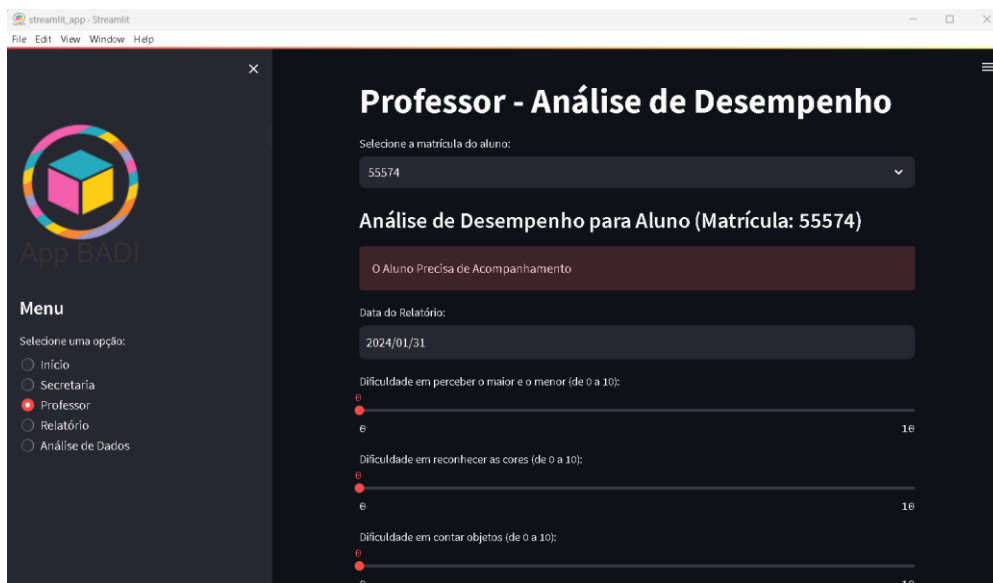 streamlit_app - Streamlit
File Edit View Window Help
App BADI
Menu
Selecione uma opção:
Início
Secretaria
Professor
Relatório
Análise de Dados
Professor - Análise de Desempenho
Selecione a matrícula do aluno:
55574
Análise de Desempenho para Aluno (Matrícula: 55574)
O Aluno Precisa de Acompanhamento
Data do Relatório:
2024/01/31
Dificuldade em perceber o maior e o menor (de 0 a 10):
0
0 10
Dificuldade em reconhecer as cores (de 0 a 10):
0
0 10
Dificuldade em contar objetos (de 0 a 10):
0
0 10